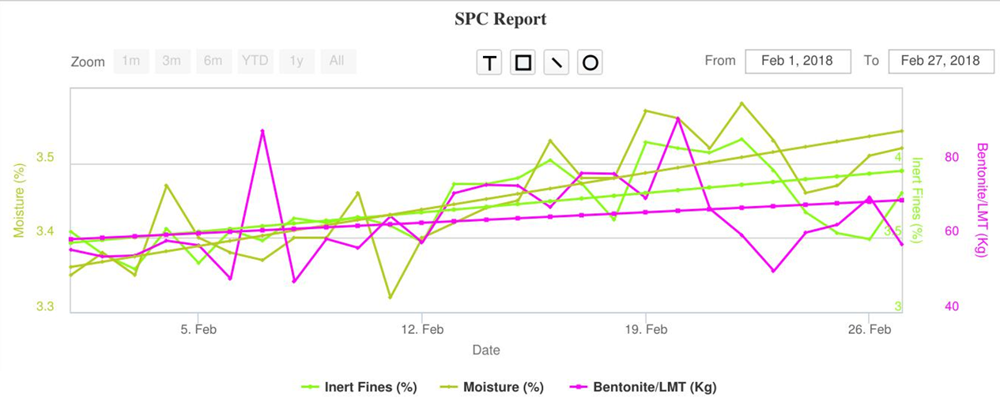 SPC Report
Zoom 1m 3m 6m YTD 1y All T From Feb 1, 2018 To Feb 27, 2018
Moisture (%)
3.5
3.4
3.3
4
3.5
3
Inert Fines (%)
80
60
40
Bentonite/LMT (Kg)
5. Feb 12. Feb 19. Feb 26. Feb
Date
Inert Fines (%) Moisture (%) Bentonite/LMT (Kg)